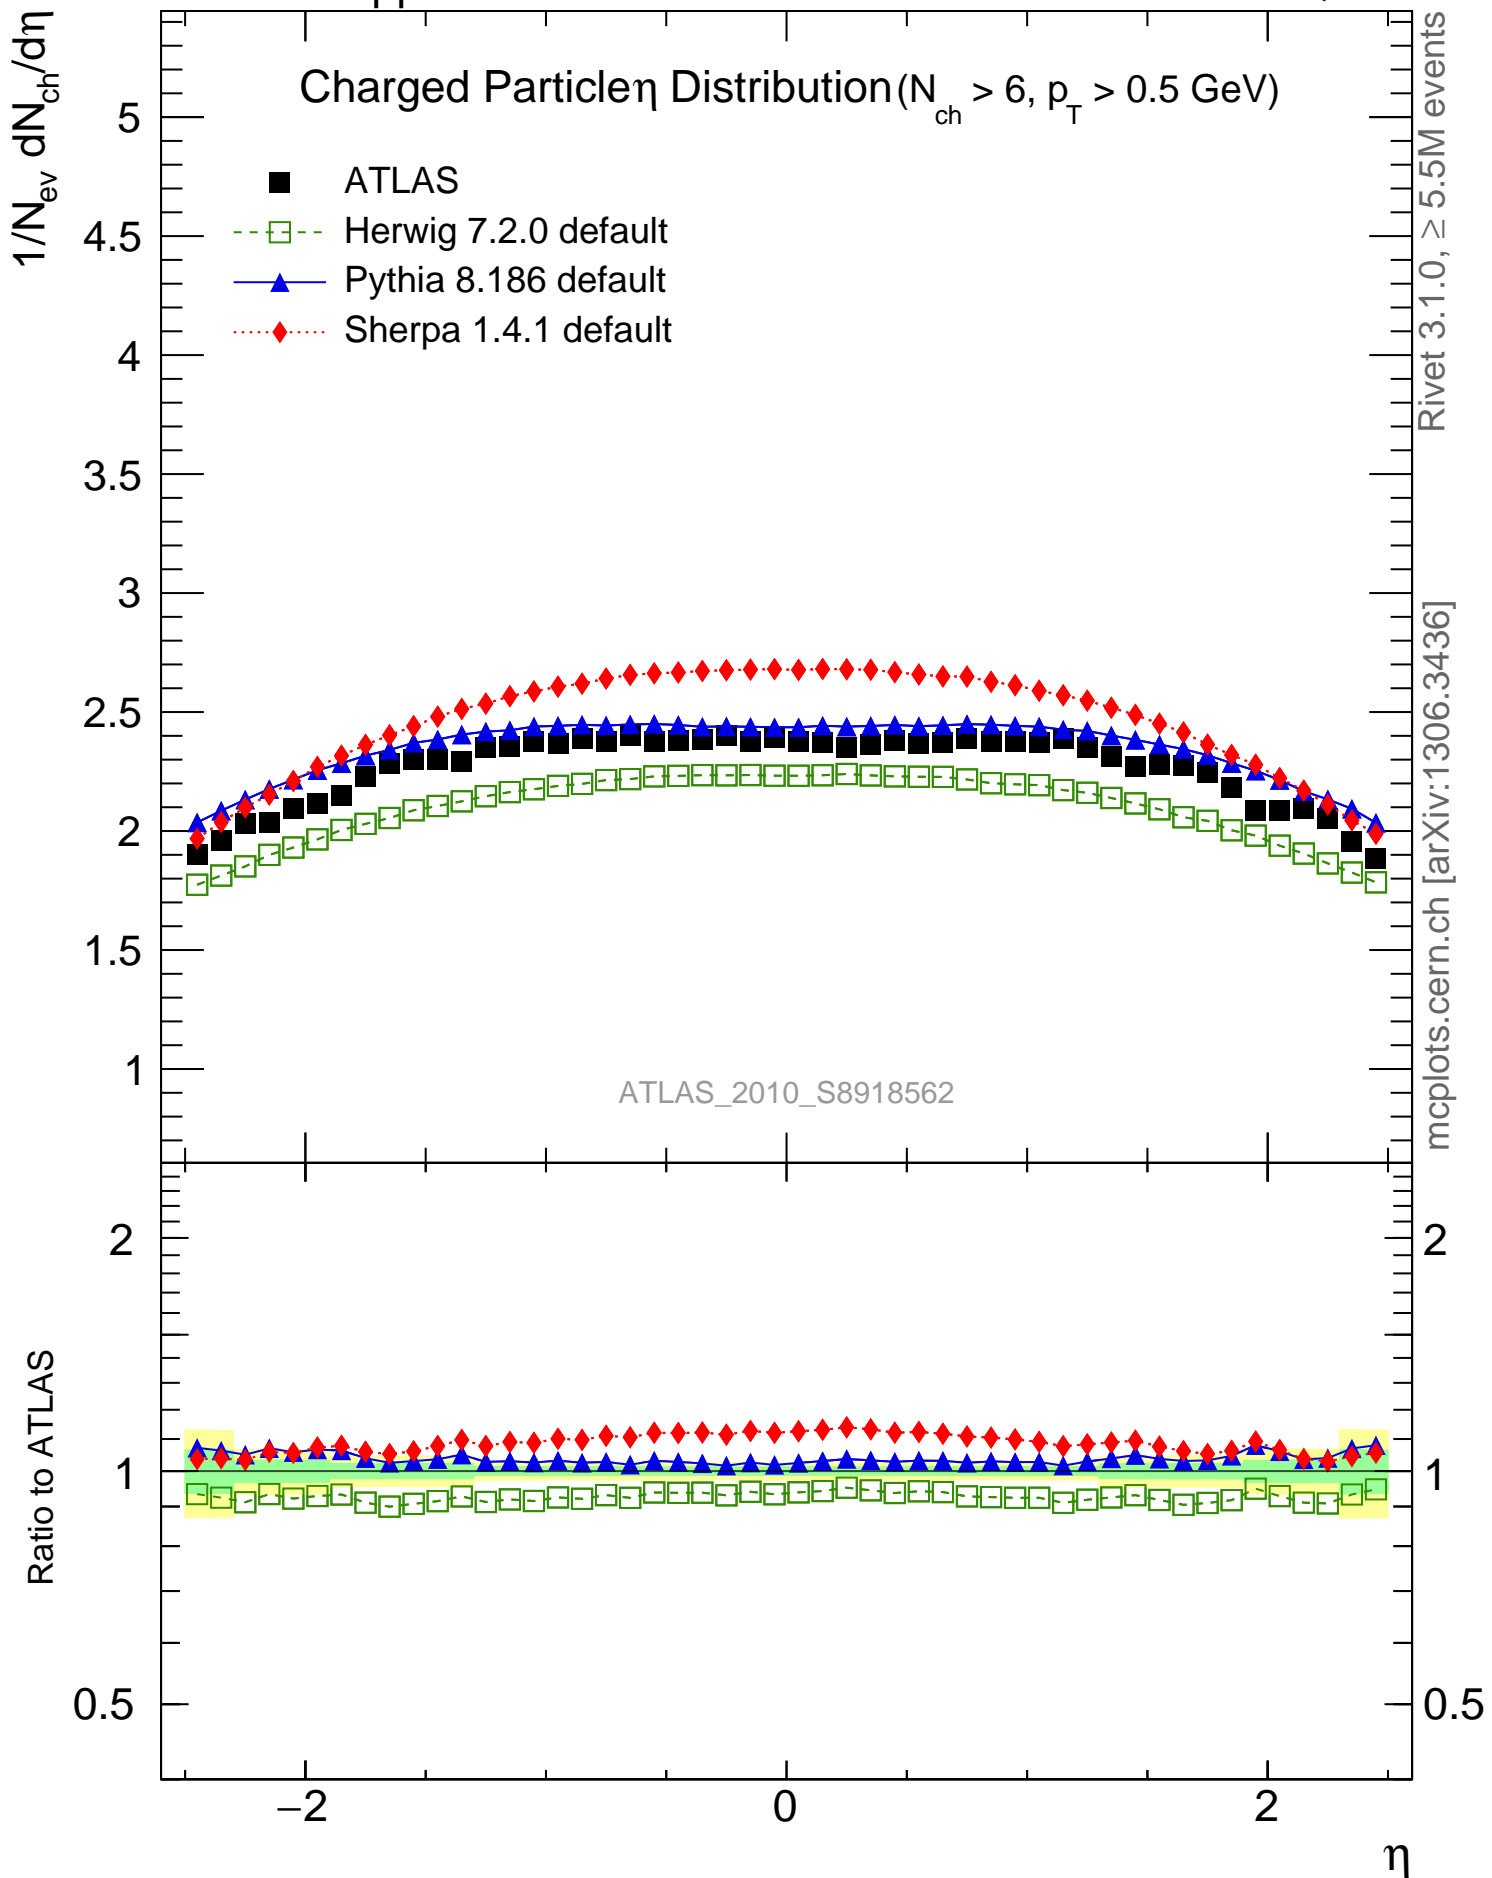 pp
1/N_ev dN_ch/dη
Charged Particle η Distribution (N_ch > 6, p_T > 0.5 GeV)
ATLAS
Herwig 7.2.0 default
Pythia 8.186 default
Sherpa 1.4.1 default
5
4.5
4
3.5
3
2.5
2
1.5
1
ATLAS_2010_S8918562
Rivet 3.1.0, ≥ 5.5M events
mcplots.cern.ch [arXiv:1306.3436]
Ratio to ATLAS
2
1
0.5
2
1
0.5
−2 0 2
η